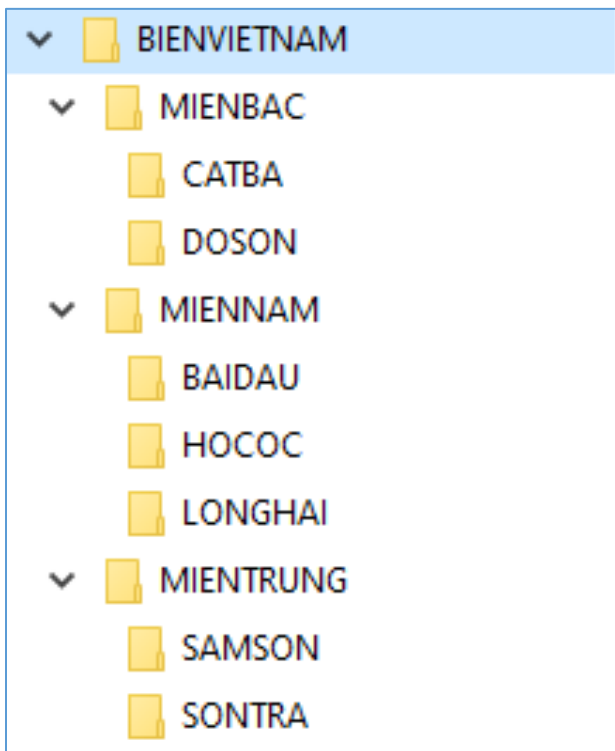 BIENVIETNAM
MIENBAC
CATBA
DOSON
MIENNAM
BAIDAU
HOCOC
LONGHAI
MIENTRUNG
SAMSON
SONTRA